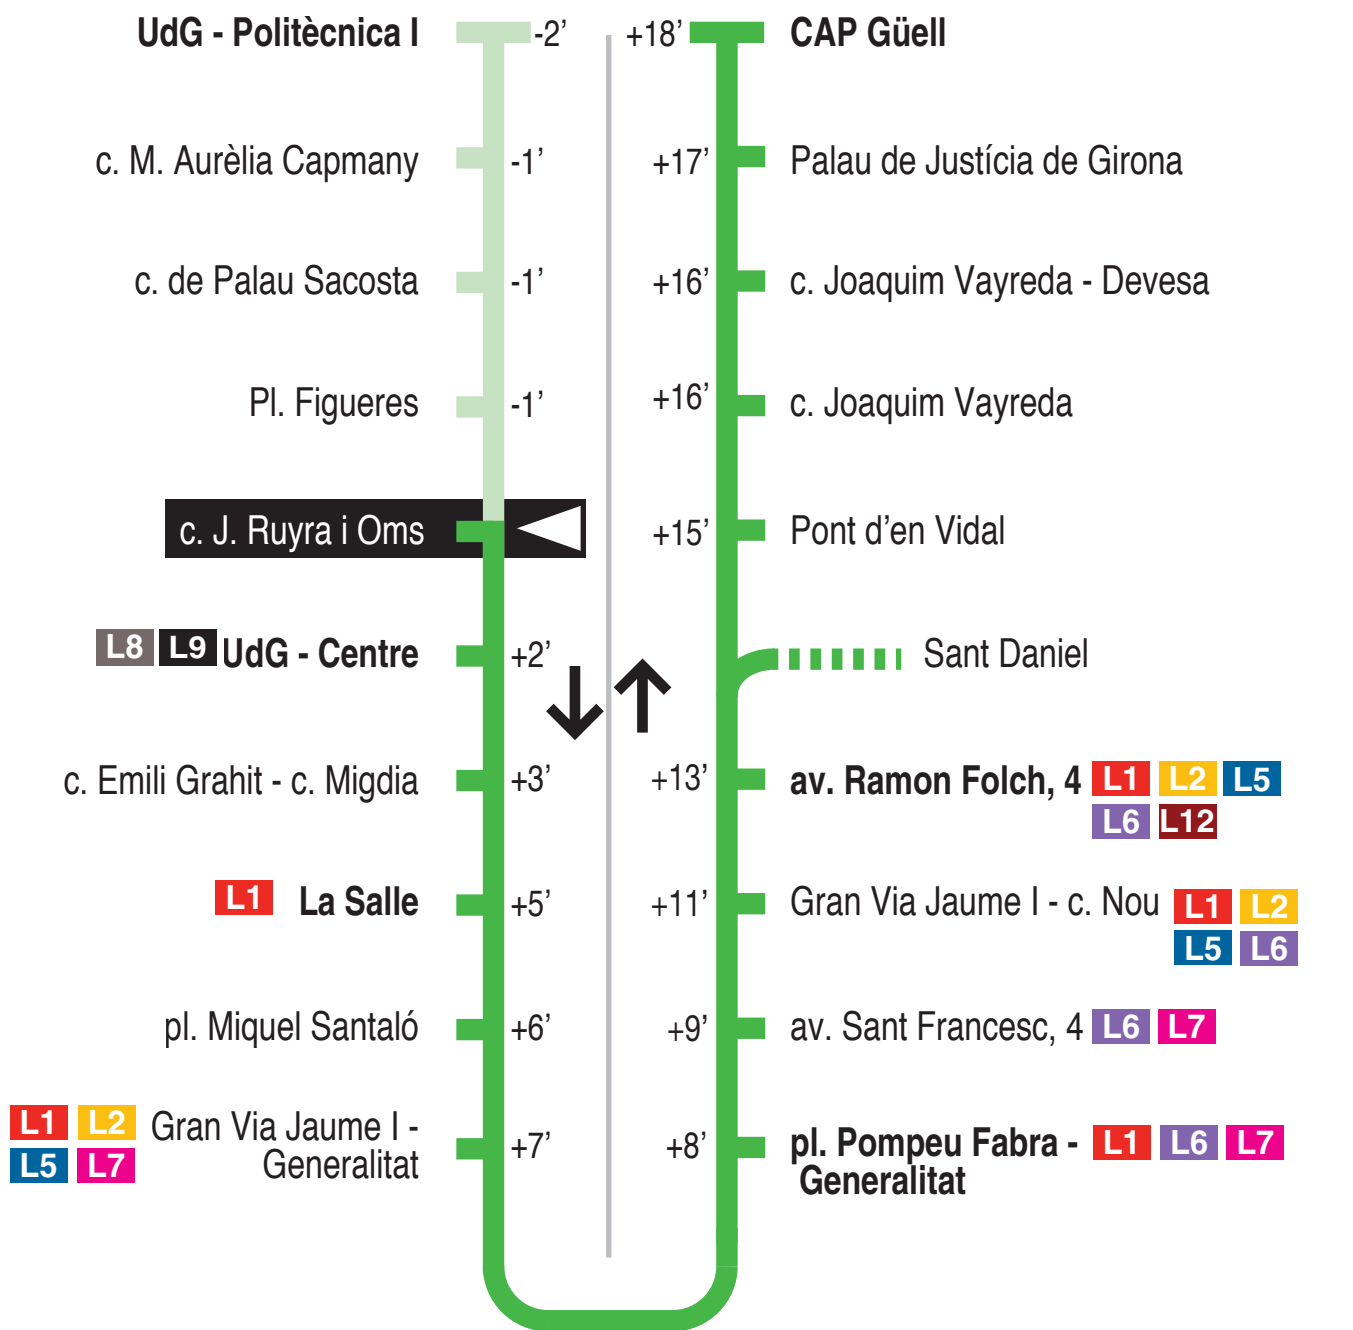 UdG - Politècnica I -2’
c. M. Aurèlia Capmany -1’
c. de Palau Sacosta -1’
Pl. Figueres -1’
c. J. Ruyra i Oms
L8 L9 UdG - Centre +2’
c. Emili Grahit - c. Migdia +3’
L1 La Salle +5’
pl. Miquel Santaló +6’
L1 L2 Gran Via Jaume I -
L5 L7 Generalitat +7’
+18’ CAP Güell
+17’ Palau de Justícia de Girona
+16’ c. Joaquim Vayreda - Devesa
+16’ c. Joaquim Vayreda
+15’ Pont d’en Vidal
Sant Daniel
+13’ av. Ramon Folch, 4 L1 L2 L5
L6 L12
+11’ Gran Via Jaume I - c. Nou L1 L2
L5 L6
+9’ av. Sant Francesc, 4 L6 L7
+8’ pl. Pompeu Fabra - L1 L6 L7
Generalitat